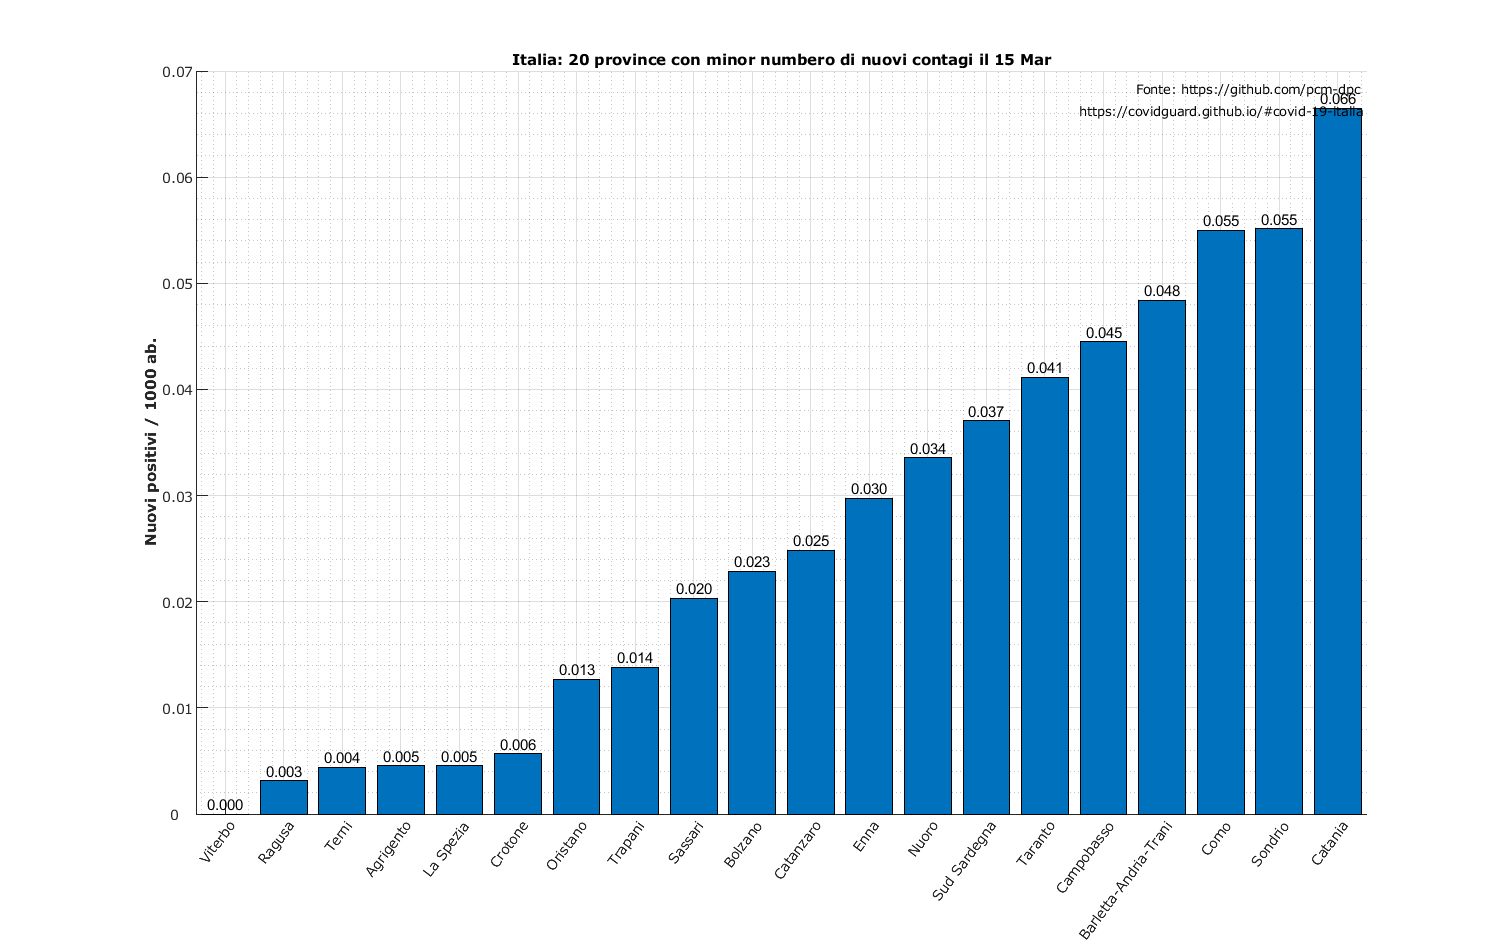 Italia: 20 province con minor numbero di nuovi contagi il 15 Mar
Fonte: https://github.com/pcm-dpc
https://covidguard.github.io/#covid-19-italia
Nuovi positivi / 1000 ab.
0.07
0.06
0.05
0.04
0.03
0.02
0.01
0
0.000
0.003
0.004
0.005
0.005
0.006
0.013
0.014
0.020
0.023
0.025
0.030
0.034
0.037
0.041
0.045
0.048
0.055
0.055
0.066
Viterbo
Ragusa
Terni
Agrigento
La Spezia
Crotone
Oristano
Trapani
Sassari
Bolzano
Catanzaro
Enna
Nuoro
Sud Sardegna
Taranto
Campobasso
Barletta-Andria-Trani
Como
Sondrio
Catania